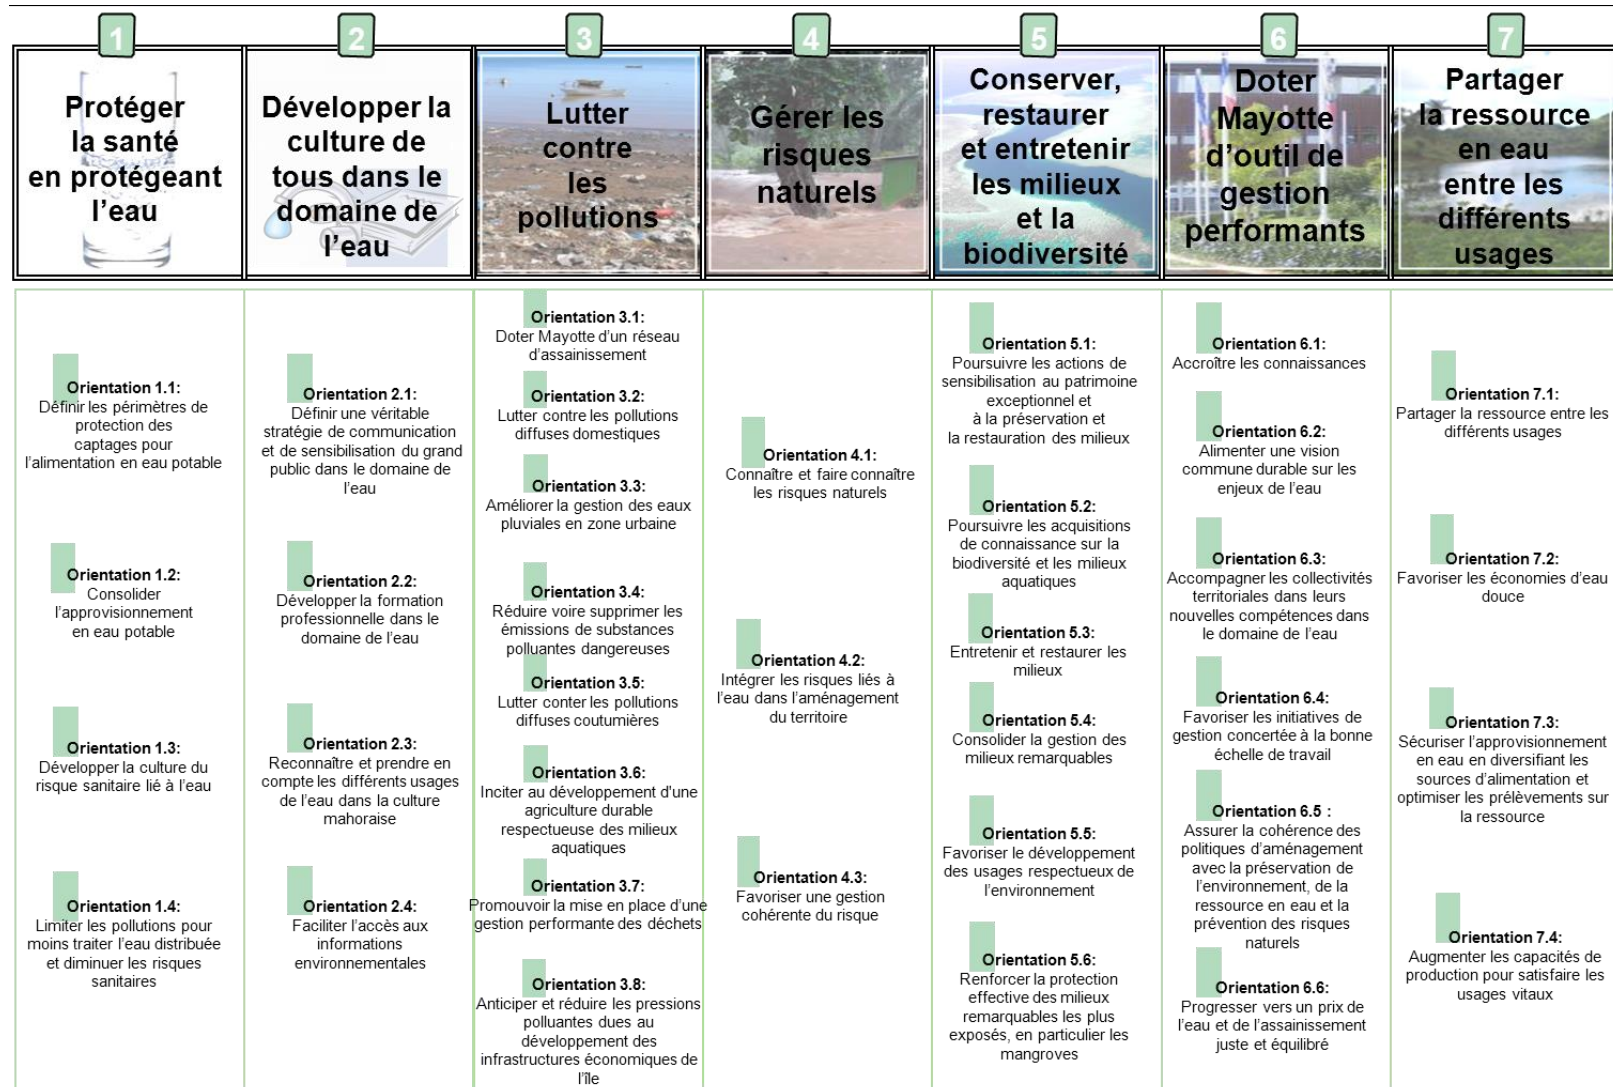 1
Protéger
la santé
en protégeant
l'eau
Orientation 1.1:
Définir les périmètres de
protection des
captages pour
l'alimentation en eau potable
Orientation 1.2:
Consolider
l'approvisionnement
en eau potable
Orientation 1.3:
Développer la culture du
risque sanitaire lié à l'eau
Orientation 1.4:
Limiter les pollutions pour
moins traiter l'eau distribuée
et diminuer les risques
sanitaires
2
Développer la
culture de
tous dans le
domaine de
l'eau
Orientation 2.1:
Définir une véritable
stratégie de communication
et de sensibilisation du grand
public dans le domaine de
l'eau
Orientation 2.2:
Développer la formation
professionnelle dans le
domaine de l'eau
Orientation 2.3:
Reconnaître et prendre en
compte les différents usages
de l'eau dans la culture
mahoraise
Orientation 2.4:
Faciliter l'accès aux
informations
environnementales
3
Lutter
contre
les
pollutions
Orientation 3.1:
Doter Mayotte d'un réseau
d'assainissement
Orientation 3.2:
Lutter contre les pollutions
diffuses domestiques
Orientation 3.3:
Améliorer la gestion des eaux
pluviales en zone urbaine
Orientation 3.4:
Réduire voire supprimer les
émissions de substances
polluantes dangereuses
Orientation 3.5:
Lutter conter les pollutions
diffuses coutumières
Orientation 3.6:
Inciter au développement d'une
agriculture durable
respectueuse des milieux
aquatiques
Orientation 3.7:
Promouvoir la mise en place d'une
gestion performante des déchets
Orientation 3.8:
Anticiper et réduire les pressions
polluantes dues au
développement des
infrastructures économiques de
l'île
4
Gérer les
risques
naturels
Orientation 4.1:
Connaître et faire connaître
les risques naturels
Orientation 4.2:
Intégrer les risques liés à
l'eau dans l'aménagement
du territoire
Orientation 4.3:
Favoriser une gestion
cohérente du risque
5
Conserver,
restaurer
et entretenir
les milieux
et la
biodiversité
Orientation 5.1:
Poursuivre les actions de
sensibilisation au patrimoine
exceptionnel et
à la préservation et
la restauration des milieux
Orientation 5.2:
Poursuivre les acquisitions
de connaissance sur la
biodiversité et les milieux
aquatiques
Orientation 5.3:
Entretenir et restaurer les
milieux
Orientation 5.4:
Consolider la gestion des
milieux remarquables
Orientation 5.5:
Favoriser le développement
des usages respectueux de
l'environnement
Orientation 5.6:
Renforcer la protection
effective des milieux
remarquables les plus
exposés, en particulier les
mangroves
6
Doter
Mayotte
d'outil de
gestion
performants
Orientation 6.1:
Accroître les connaissances
Orientation 6.2:
Alimenter une vision
commune durable sur les
enjeux de l'eau
Orientation 6.3:
Accompagner les collectivités
territoriales dans leurs
nouvelles compétences dans
le domaine de l'eau
Orientation 6.4:
Favoriser les initiatives de
gestion concertée à la bonne
échelle de travail
Orientation 6.5 :
Assurer la cohérence des
politiques d'aménagement
avec la préservation de
l'environnement, de la
ressource en eau et la
prévention des risques
naturels
Orientation 6.6:
Progresser vers un prix de
l'eau et de l'assainissement
juste et équilibré
7
Partager
la ressource
en eau
entre les
différents
usages
Orientation 7.1:
Partager la ressource entre les
différents usages
Orientation 7.2:
Favoriser les économies d'eau
douce
Orientation 7.3:
Sécuriser l'approvisionnement
en eau en diversifiant les
sources d'alimentation et
optimiser les prélèvements sur
la ressource
Orientation 7.4:
Augmenter les capacités de
production pour satisfaire les
usages vitaux